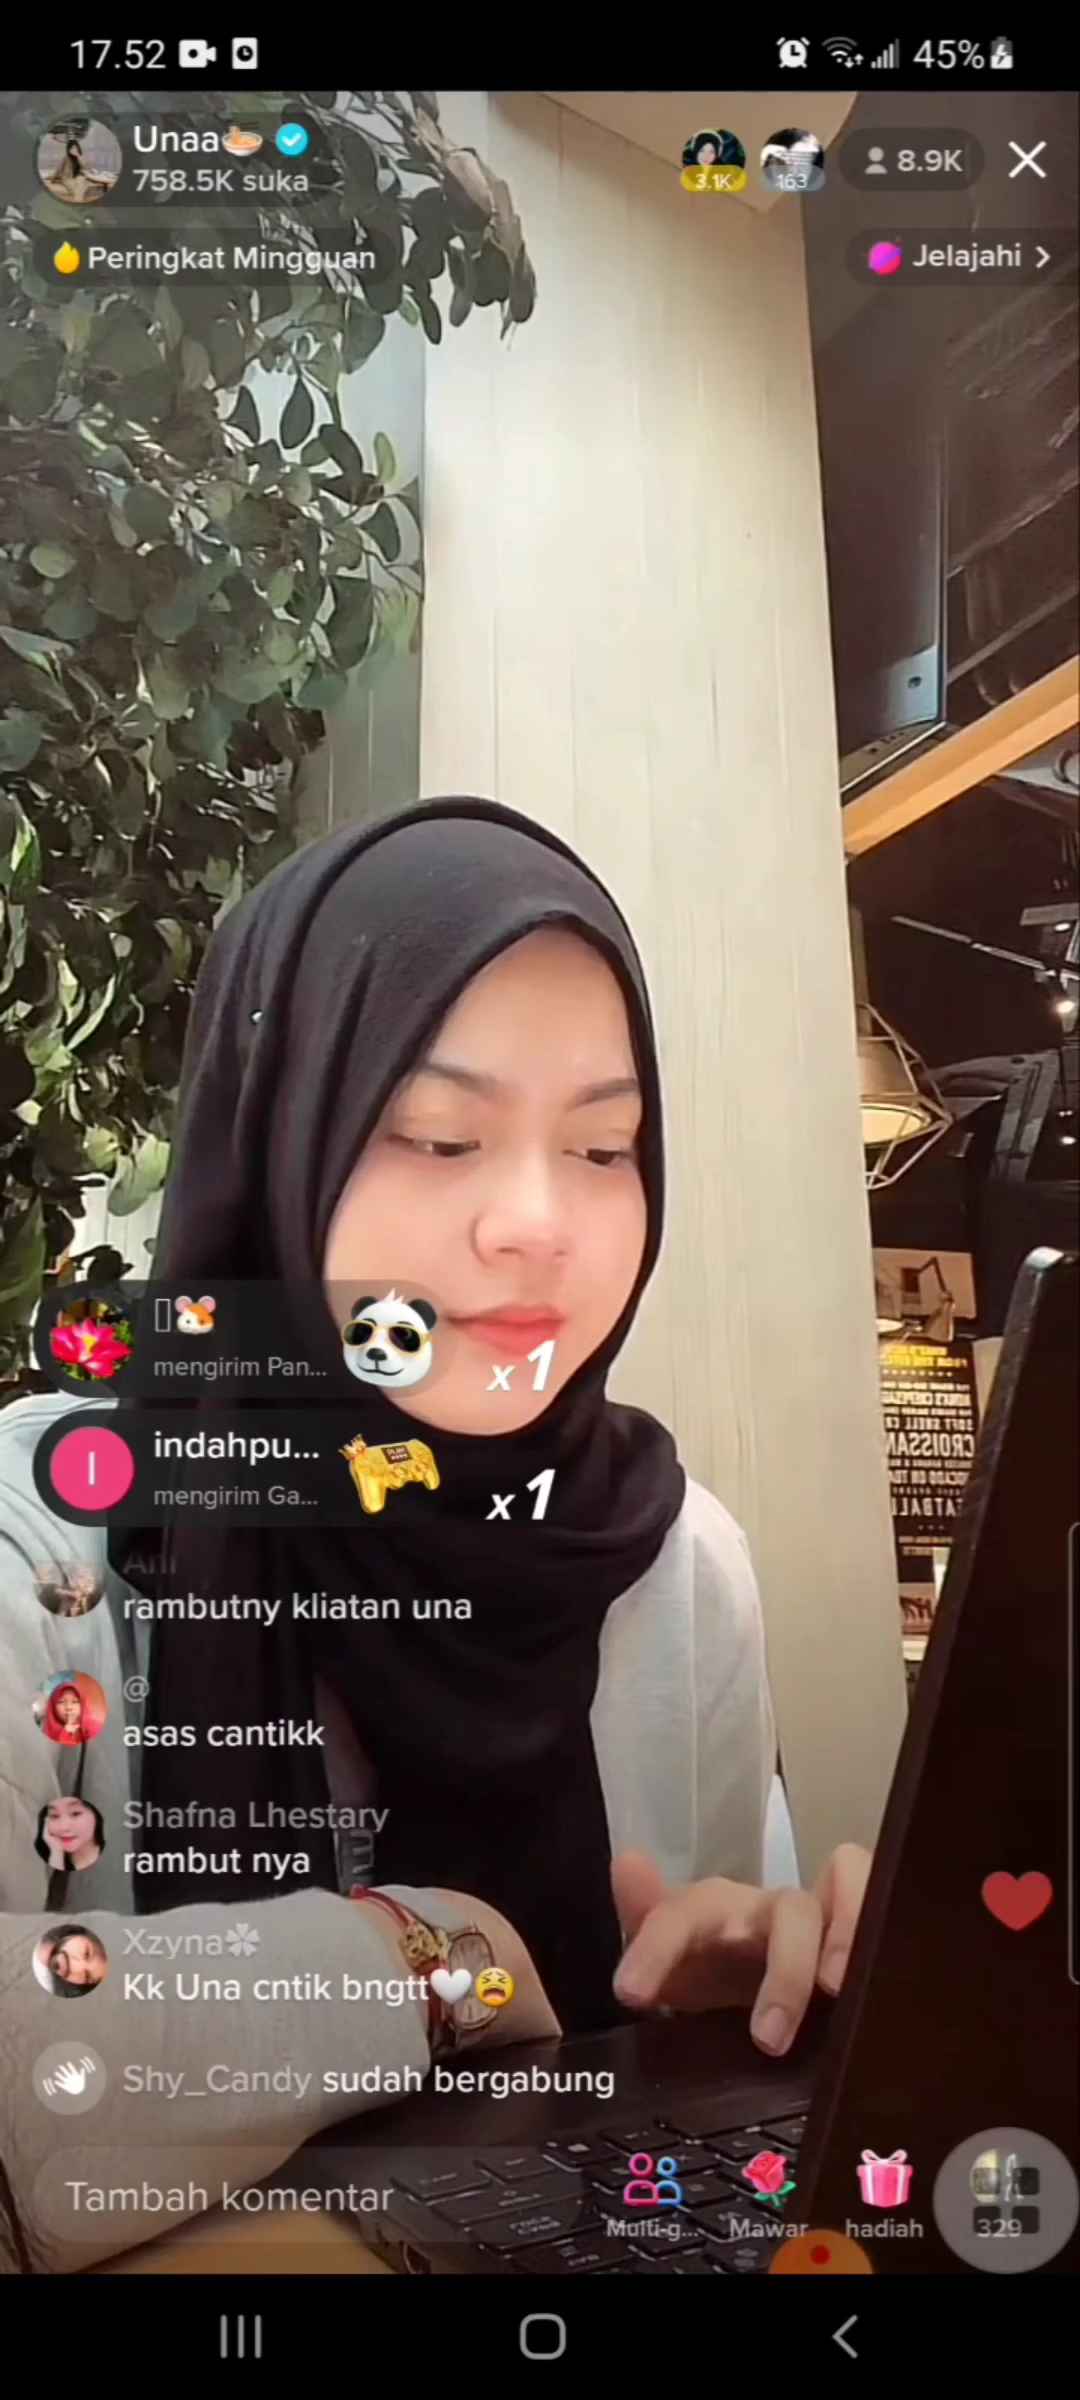 17.52
45%
Unaa🍜
758.5K suka
3.1K
163
8.9K
Peringkat Mingguan
Jelajahi >
🐹
mengirim Pan...
x1
indahpu...
I
mengirim Ga...
x1
rambutny kliatan una
@
asas cantikk
Shafna Lhestary
rambut nya
Xzyna
Kk Una cntik bngtt🤍😫
Shy_Candy sudah bergabung
Tambah komentar
Multi-g...
Mawar
hadiah
329